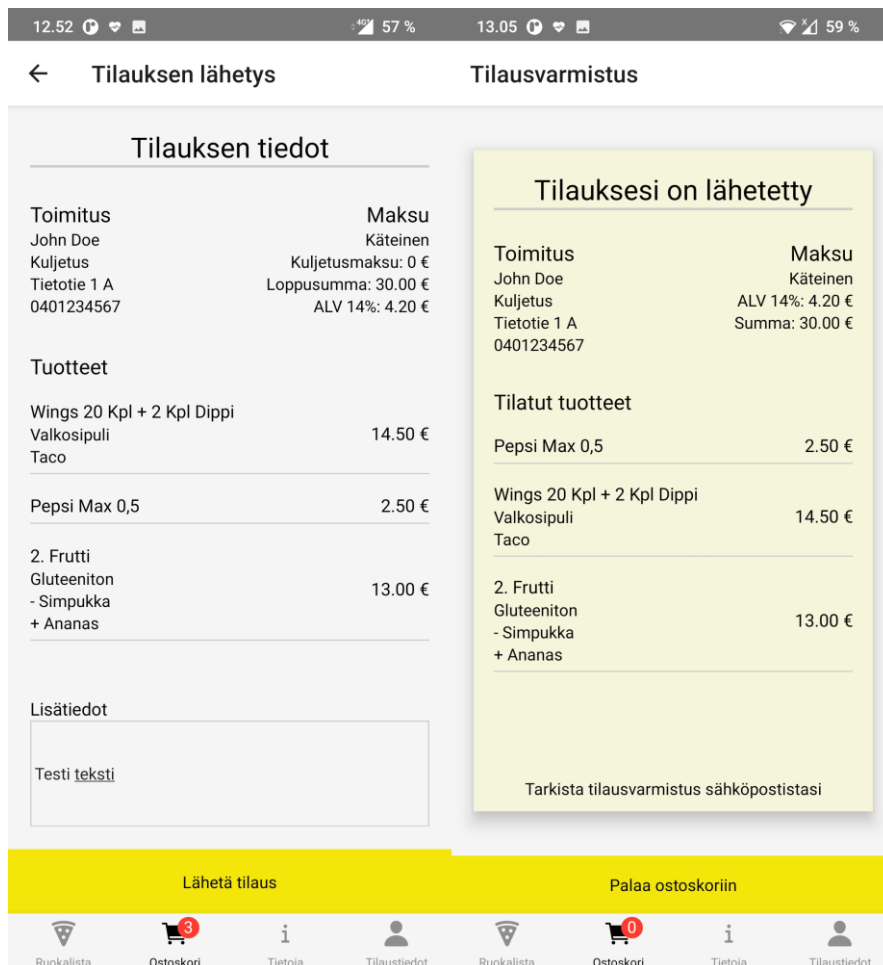 12.52 57 %
Tilauksen lähetys
Tilauksen tiedot
Toimitus Maksu
John Doe Käteinen
Kuljetus Kuljetusmaksu: 0 €
Tietotie 1 A Loppusumma: 30.00 €
0401234567 ALV 14%: 4.20 €
Tuotteet
Wings 20 Kpl + 2 Kpl Dippi
Valkosipuli 14.50 €
Taco
Pepsi Max 0,5 2.50 €
2. Frutti
Gluteeniton
13.00 €
- Simpukka
+ Ananas
Lisätiedot
Testi teksti
Lähetä tilaus
3
Ruokalista Ostoskori Tietoja Tilaustiedot
13.05 59 %
Tilausvarmistus
Tilauksesi on lähetetty
Toimitus Maksu
John Doe Käteinen
Kuljetus ALV 14%: 4.20 €
Tietotie 1 A Summa: 30.00 €
0401234567
Tilatut tuotteet
Pepsi Max 0,5 2.50 €
Wings 20 Kpl + 2 Kpl Dippi
Valkosipuli 14.50 €
Taco
2. Frutti
Gluteeniton
13.00 €
- Simpukka
+ Ananas
Tarkista tilausvarmistus sähköpostistasi
Palaa ostoskoriin
0
Ruokalista Ostoskori Tietoja Tilaustiedot